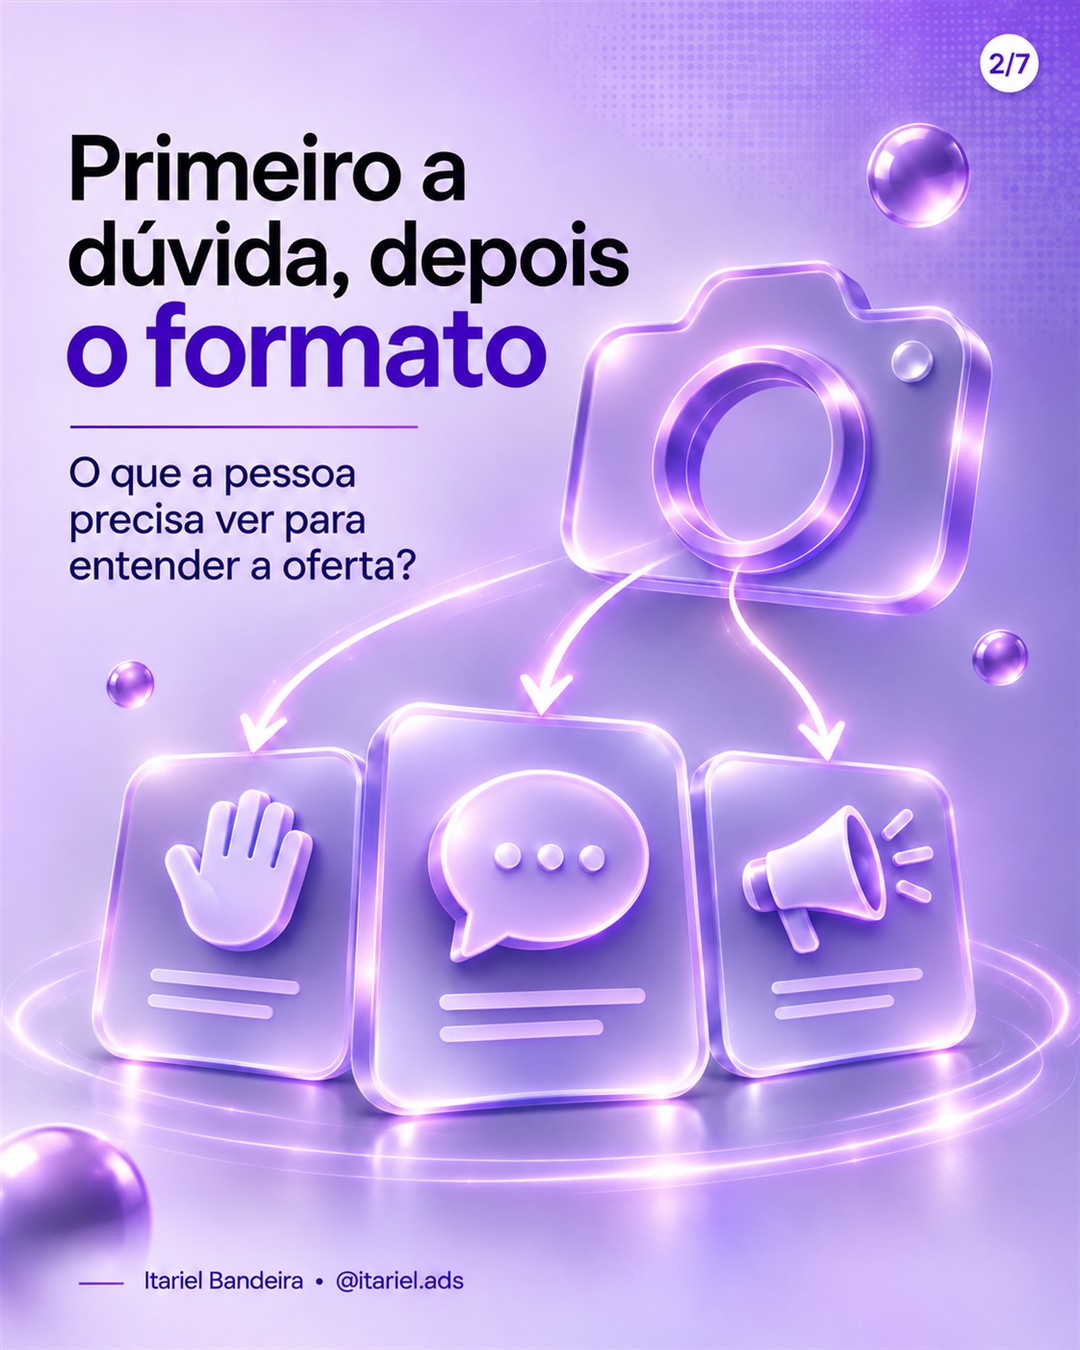 2/7
Primeiro a
dúvida, depois
o formato
O que a pessoa
precisa ver para
entender a oferta?
Itariel Bandeira • @itariel.ads